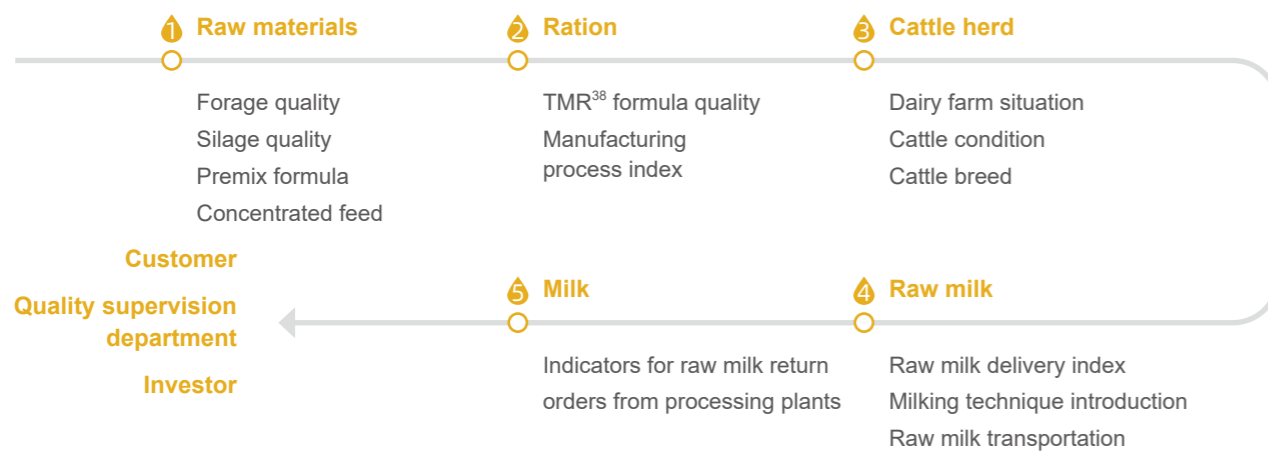 1 Raw materials
Forage quality
Silage quality
Premix formula
Concentrated feed
2 Ration
TMR38 formula quality
Manufacturing
process index
3 Cattle herd
Dairy farm situation
Cattle condition
Cattle breed
4 Raw milk
Raw milk delivery index
Milking technique introduction
Raw milk transportation
5 Milk
Indicators for raw milk return
orders from processing plants
Customer
Quality supervision
department
Investor